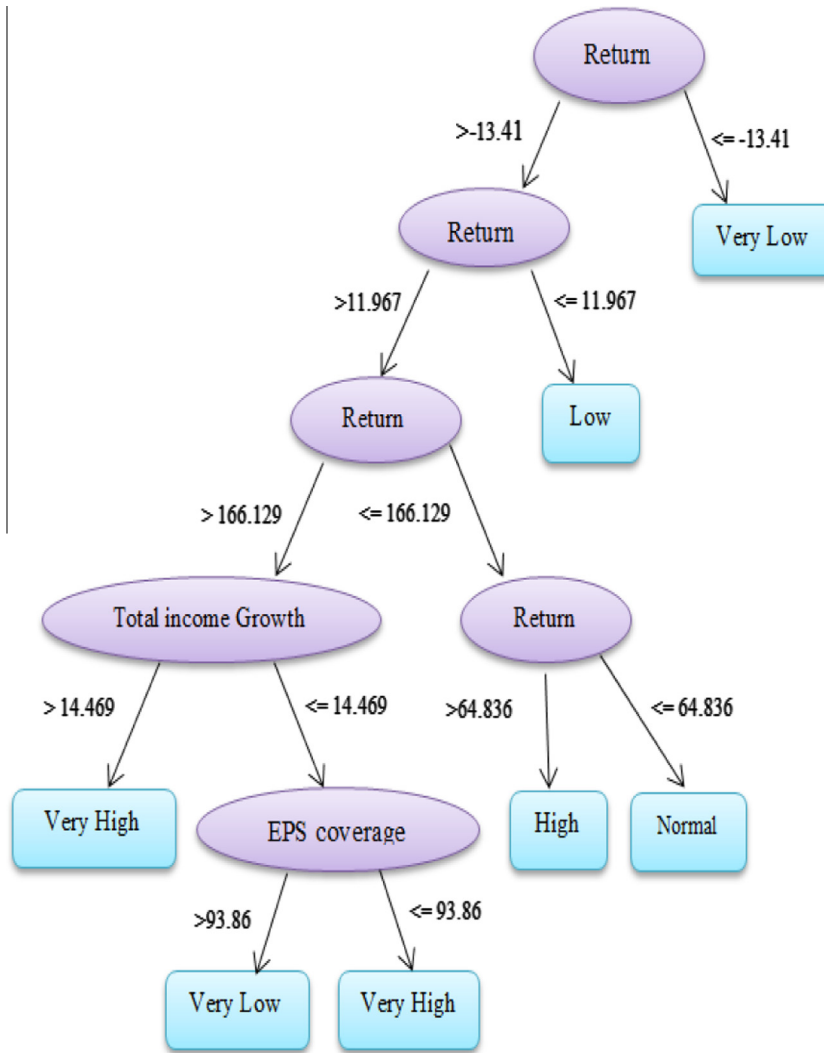 Return
>-13.41
<= -13.41
Return
Very Low
>11.967
<= 11.967
Return
Low
> 166.129
<= 166.129
Total income Growth
Return
> 14.469
<= 14.469
>64.836
<= 64.836
Very High
EPS coverage
High
Normal
>93.86
<= 93.86
Very Low
Very High